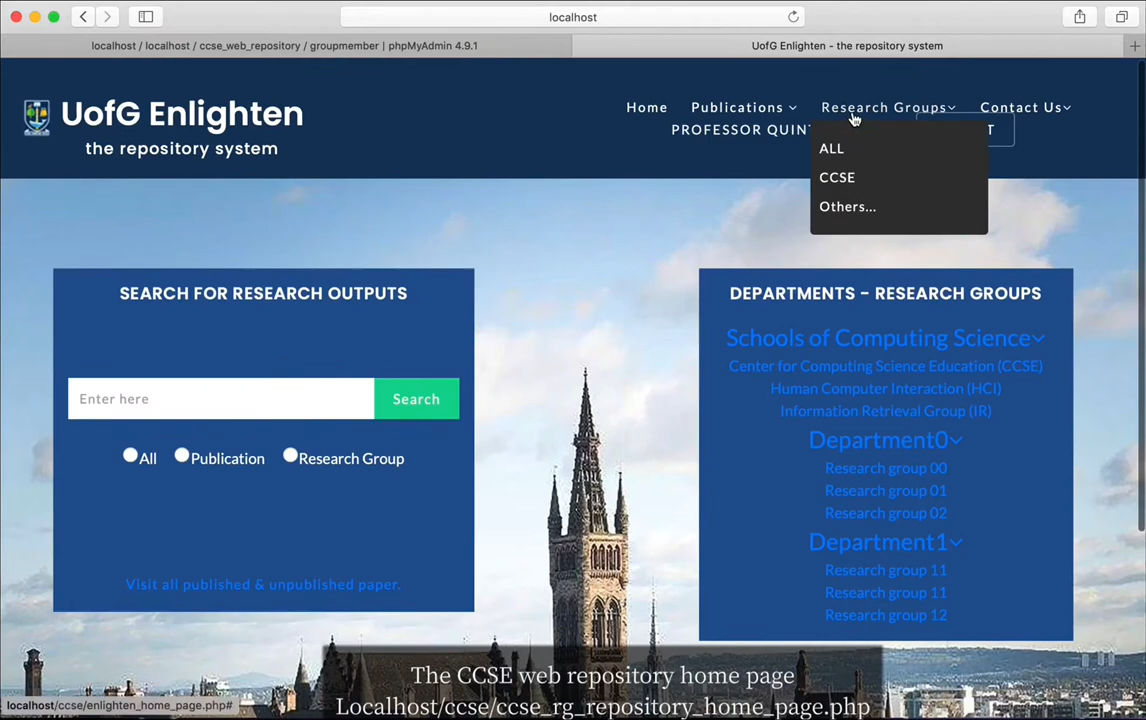 localhost
localhost / localhost / ccse_web_repository / groupmember | phpMyAdmin 4.9.1
UofG Enlighten - the repository system
UofG Enlighten
the repository system
Home
Publications
Research Groups
Contact Us
PROFESSOR QUINT
T
ALL
CCSE
Others...
SEARCH FOR RESEARCH OUTPUTS
Enter here
Search
All
Publication
Research Group
Visit all published & unpublished paper.
DEPARTMENTS - RESEARCH GROUPS
Schools of Computing Science
Center for Computing Science Education (CCSE)
Human Computer Interaction (HCI)
Information Retrieval Group (IR)
Department0
Research group 00
Research group 01
Research group 02
Department1
Research group 11
Research group 11
Research group 12
The CCSE web repository home page
Localhost/ccse/ccse_rg_repository_home_page.php
localhost/ccse/enlighten_home_page.php#